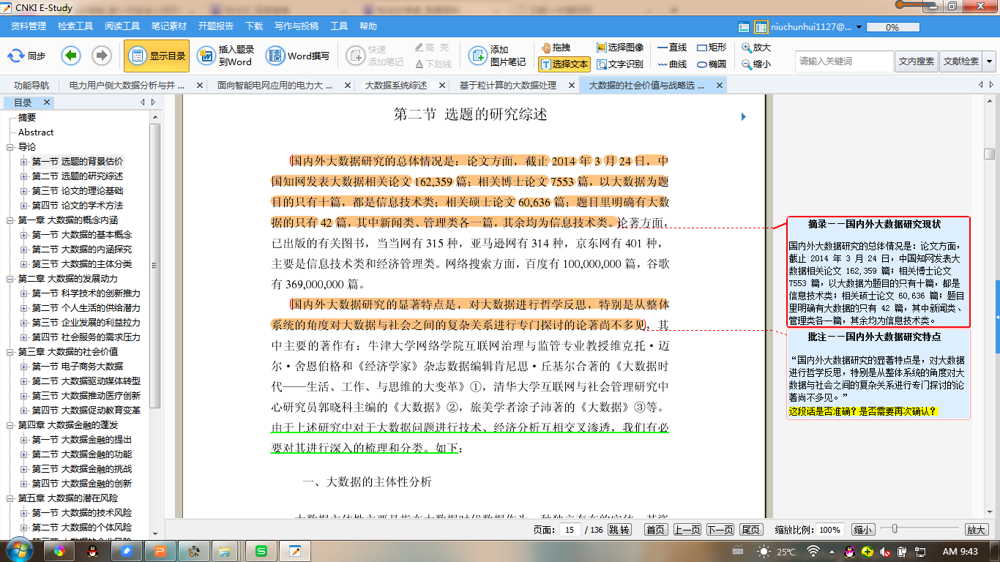 CNKI E-Study
资料管理 检索工具 阅读工具 笔记素材 开题报告 下载 写作与投稿 工具 帮助
niuchunhui1127@... 0%
同步 显示目录 插入题录 到Word Word撰写 快速 添加笔记 高 亮 下划线 添加 图片笔记 拖拽 选择文本 选择图像 文字识别 直线 曲线 矩形 椭圆 放大 缩小 请输入关键词 文内搜索 文献检索
功能导航 电力用户侧大数据分析与并 ... 面向智能电网应用的电力大 ... 大数据系统综述 基于粒计算的大数据处理 大数据的社会价值与战略选 ...
目录
摘要
Abstract
导论
第一节 选题的背景估价
第二节 选题的研究综述
第三节 论文的理论基础
第四节 论文的学术方法
第一章 大数据的概念内涵
第一节 大数据的基本概念
第二节 大数据的内涵探究
第三节 大数据的主体分类
第二章 大数据的发展动力
第一节 科学技术的创新推力
第二节 个人生活的供给潜力
第三节 企业发展的利益拉力
第四节 社会服务的需求压力
第三章 大数据的社会价值
第一节 电子商务大数据
第二节 大数据驱动媒体转型
第三节 大数据推动医疗创新
第四节 大数据促动教育变革
第四章 大数据金融的蓬发
第一节 大数据金融的提出
第二节 大数据金融的功能
第三节 大数据金融的挑战
第四节 大数据金融的创新
第五章 大数据的潜在风险
第一节 大数据的技术风险
第二节 大数据的个体风险
第二节 选题的研究综述
国内外大数据研究的总体情况是：论文方面，截止 2014 年 3 月 24 日，中
国知网发表大数据相关论文 162,359 篇；相关博士论文 7553 篇，以大数据为题
目的只有十篇，都是信息技术类；相关硕士论文 60,636 篇；题目里明确有大数
据的只有 42 篇，其中新闻类、管理类各一篇，其余均为信息技术类。论著方面，
已出版的有关图书，当当网有 315 种，亚马逊网有 314 种，京东网有 401 种，
主要是信息技术类和经济管理类。网络搜索方面，百度有 100,000,000 篇，谷歌
有 369,000,000 篇。
国内外大数据研究的显著特点是，对大数据进行哲学反思，特别是从整体
系统的角度对大数据与社会之间的复杂关系进行专门探讨的论著尚不多见，其
中主要的著作有：牛津大学网络学院互联网治理与监管专业教授维克托·迈
尔·舍恩伯格和《经济学家》杂志数据编辑肯尼思·丘基尔合著的《大数据时
代——生活、工作、与思维的大变革》①，清华大学互联网与社会管理研究中
心研究员郭晓科主编的《大数据》②，旅美学者涂子沛著的《大数据》③等。
由于上述研究中对于大数据问题进行技术、经济分析互相交叉渗透，我们有必
要对其进行深入的梳理和分类。如下：
一、大数据的主体性分析
摘录－－国内外大数据研究现状
国内外大数据研究的总体情况是：论文方面，
截止 2014 年 3 月 24 日，中国知网发表大
数据相关论文 162,359 篇；相关博士论文
7553 篇，以大数据为题目的只有十篇，都是
信息技术类；相关硕士论文 60,636 篇；题目
里明确有大数据的只有 42 篇，其中新闻类、
管理类各一篇，其余均为信息技术类。
批注－－国内外大数据研究特点
“国内外大数据研究的显著特点是，对大数据
进行哲学反思，特别是从整体系统的角度对大
数据与社会之间的复杂关系进行专门探讨的论
著尚不多见。”
这段话是否准确？是否需要再次确认？
页面： 15 / 136 跳 转 首页 上一页 下一页 尾页 缩放比例： 100% 缩小 放大
25℃ AM 9:43